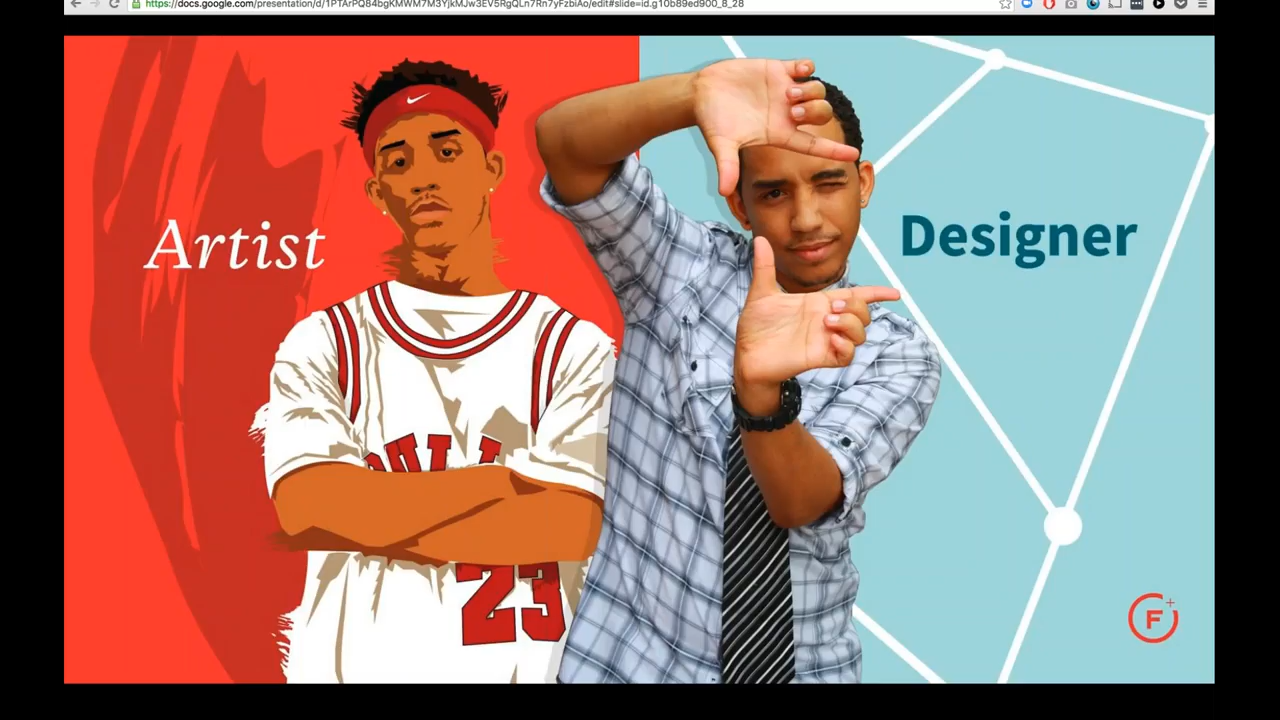 https://docs.google.com/presentation/d/1PTArPQ84bgKMWM7M3YjkMJw3EV5RgQLn7Rn7yFzbiAo/edit#slide=id.g10b89ed900_8_28
Artist
Designer
23
F+